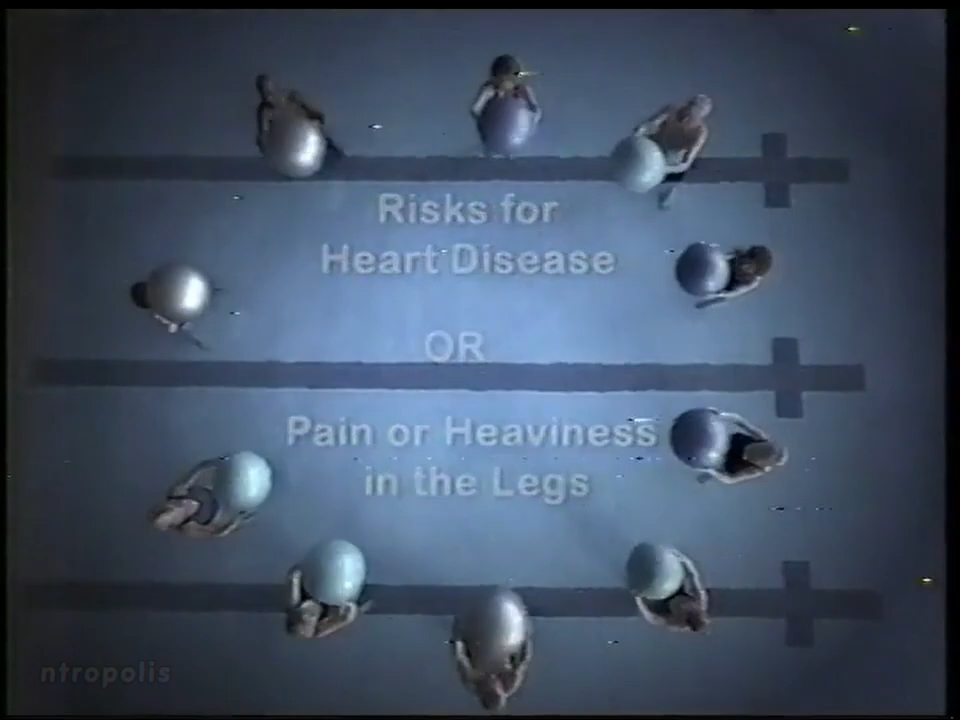 Risks for
Heart Disease
OR
Pain or Heaviness
in the Legs
ntropolis